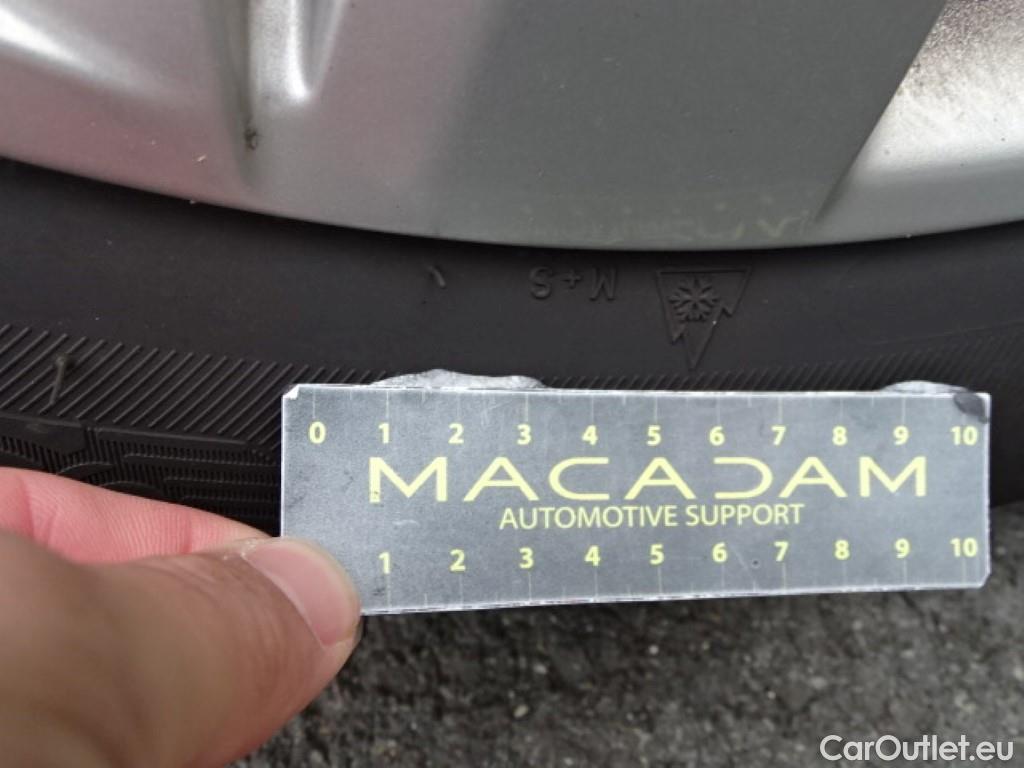 M+S
0 1 2 3 4 5 6 7 8 9 10
MACADAM
AUTOMOTIVE SUPPORT
1 2 3 4 5 6 7 8 9 10
CarOutlet.eu